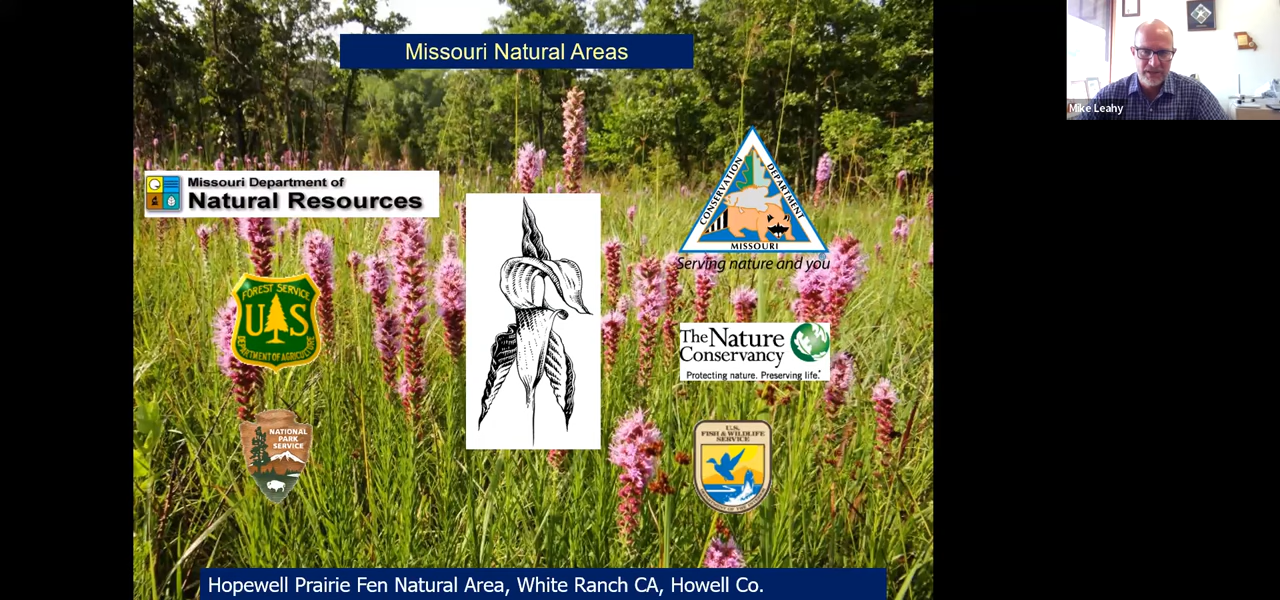 Missouri Natural Areas
Mike Leahy
Missouri Department of
Natural Resources
CONSERVATION
DEPARTMENT
MISSOURI
Serving nature and you
FOREST SERVICE
U S
DEPARTMENT OF AGRICULTURE
The Nature
Conservancy
Protecting nature. Preserving life.
NATIONAL
PARK
SERVICE
U.S.
FISH & WILDLIFE
SERVICE
Hopewell Prairie Fen Natural Area, White Ranch CA, Howell Co.